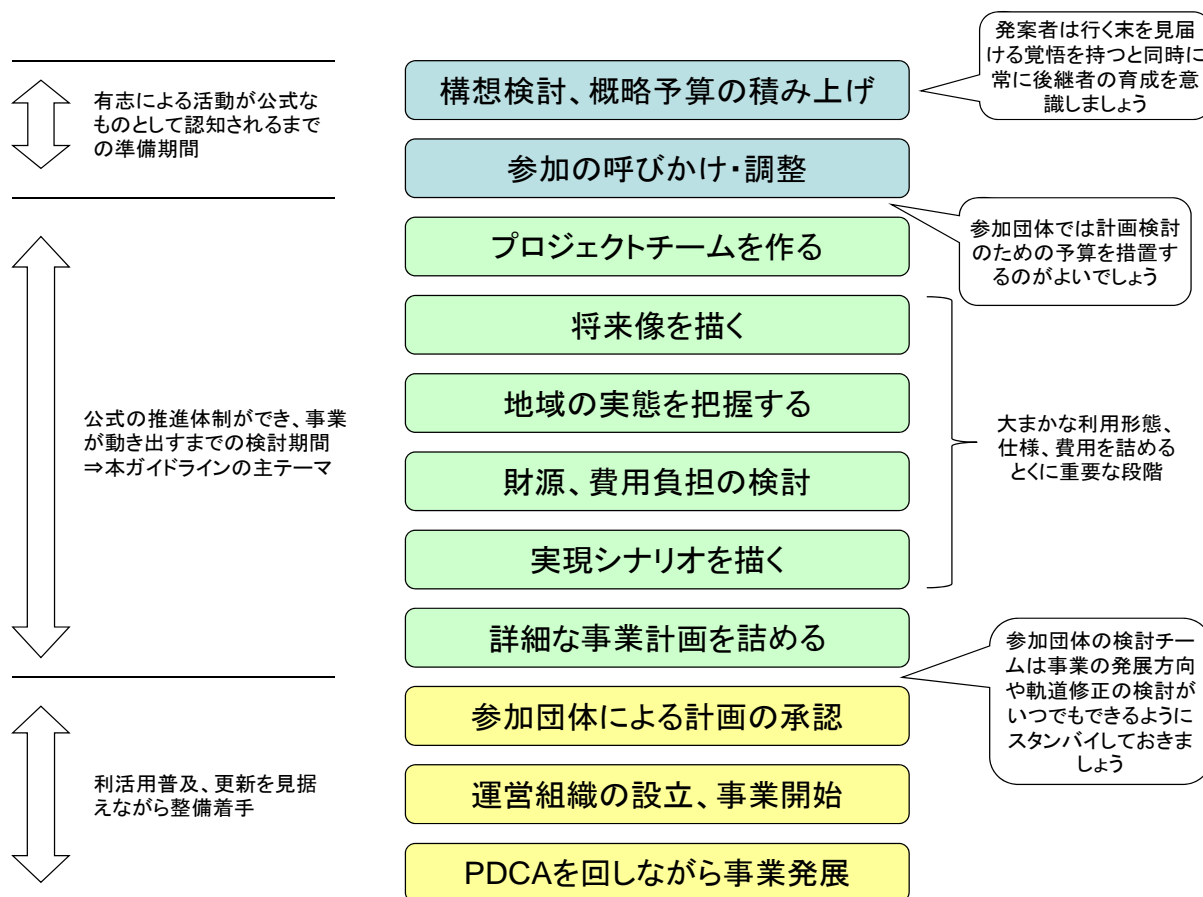 発案者は行く末を見届
ける覚悟を持つと同時に
常に後継者の育成を意
識しましょう
構想検討、概略予算の積み上げ
有志による活動が公式な
ものとして認知されるまで
の準備期間
参加の呼びかけ・調整
参加団体では計画検討
のための予算を措置す
るのがよいでしょう
プロジェクトチームを作る
将来像を描く
地域の実態を把握する
公式の推進体制ができ、事業
が動き出すまでの検討期間
⇒本ガイドラインの主テーマ
大まかな利用形態、
仕様、費用を詰める
とくに重要な段階
財源、費用負担の検討
実現シナリオを描く
詳細な事業計画を詰める
参加団体の検討チー
ムは事業の発展方向
や軌道修正の検討が
いつでもできるように
スタンバイしておきま
しょう
参加団体による計画の承認
利活用普及、更新を見据
えながら整備着手
運営組織の設立、事業開始
PDCAを回しながら事業発展